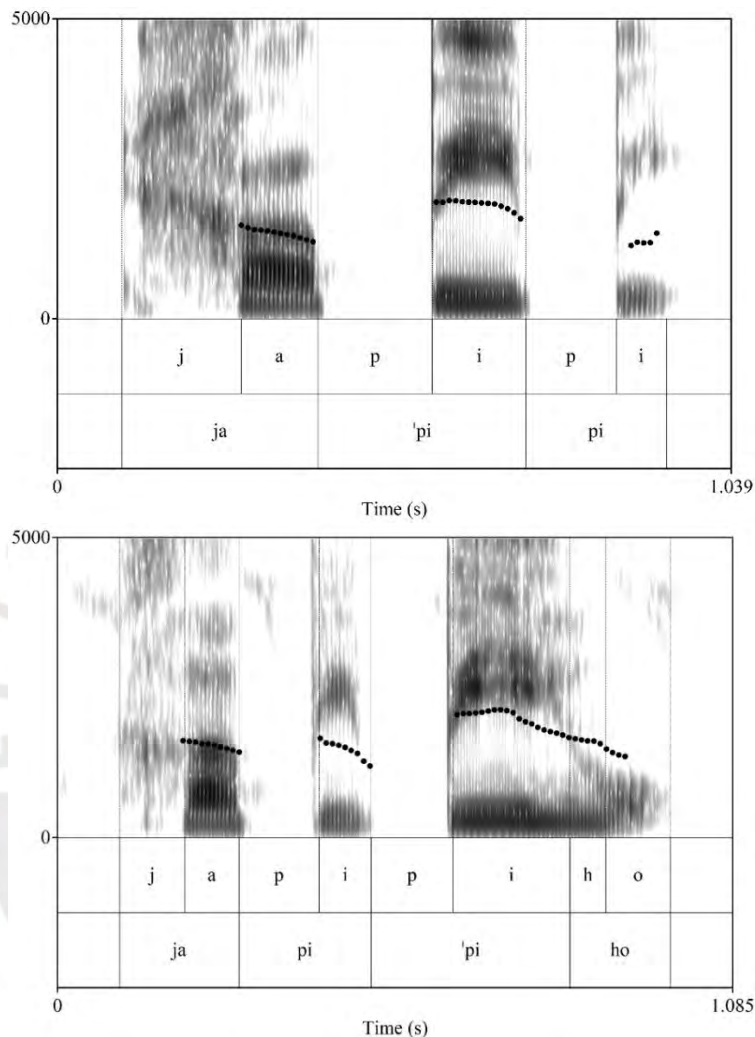 5000
0
j a p i p i
ja ˈpi pi
0 1.039
Time (s)
5000
0
j a p i p i h o
ja pi ˈpi ho
0 1.085
Time (s)